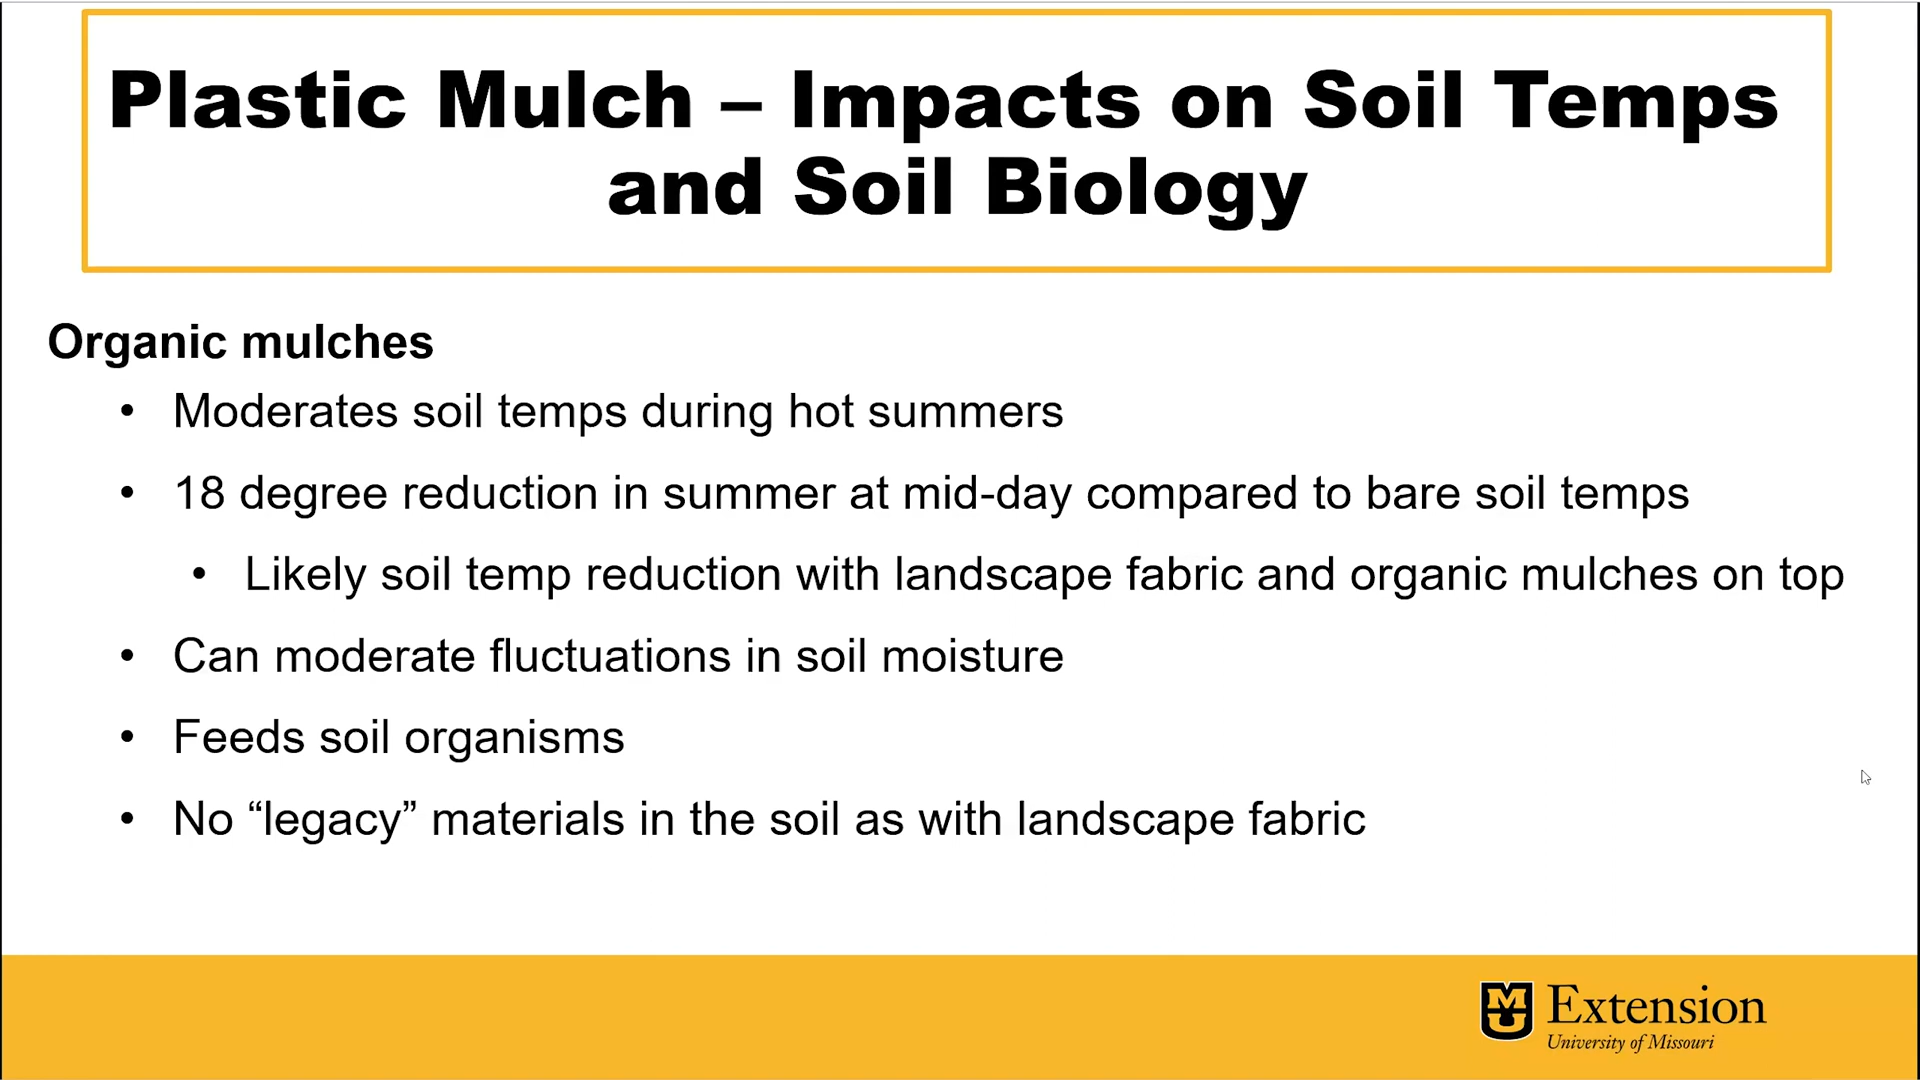 Plastic Mulch – Impacts on Soil Temps
and Soil Biology
Organic mulches
• Moderates soil temps during hot summers
• 18 degree reduction in summer at mid-day compared to bare soil temps
• Likely soil temp reduction with landscape fabric and organic mulches on top
• Can moderate fluctuations in soil moisture
• Feeds soil organisms
• No “legacy” materials in the soil as with landscape fabric
MU Extension
University of Missouri